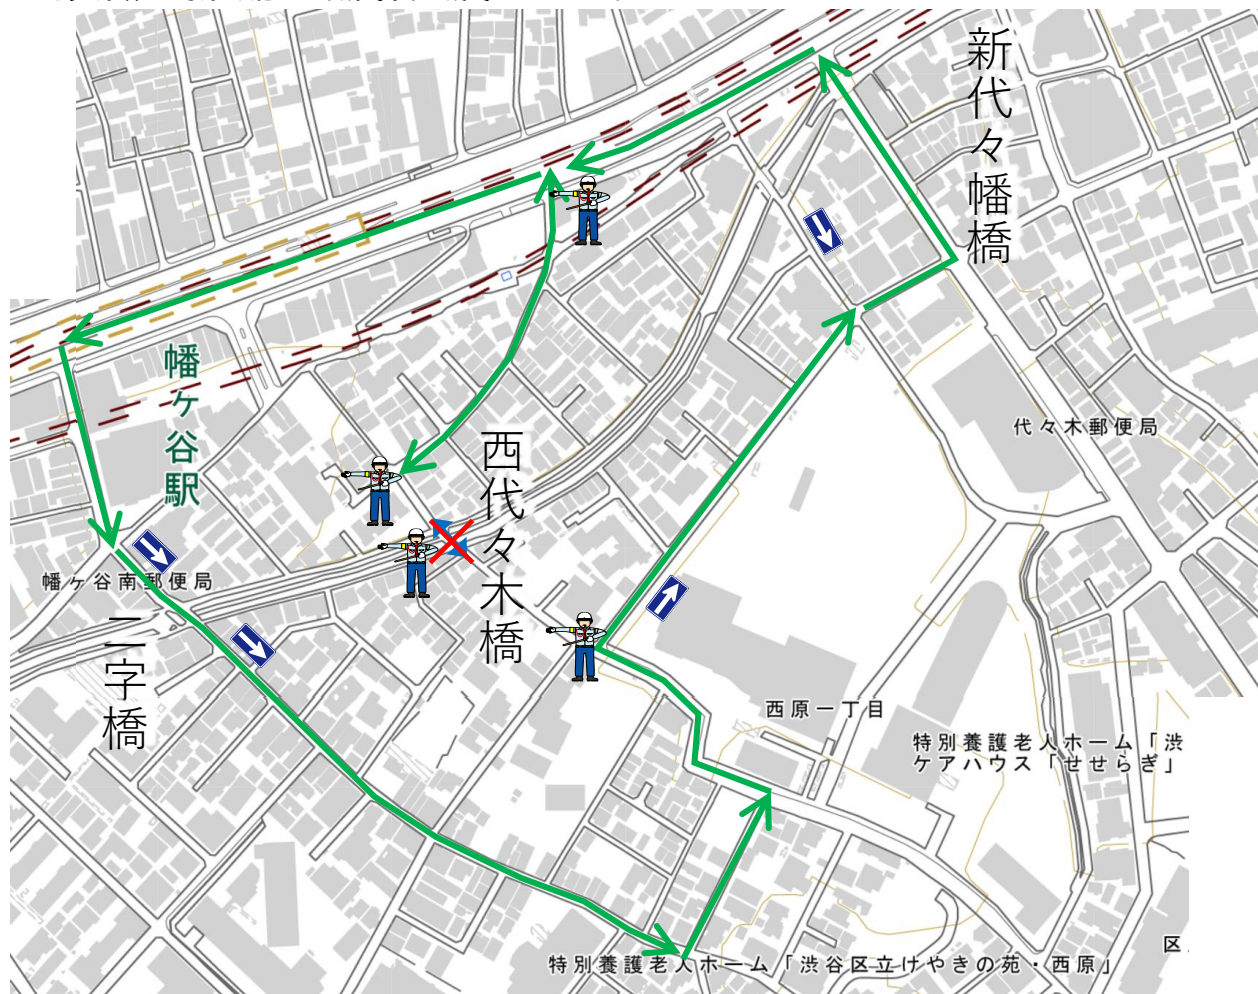 新代々幡橋
幡ヶ谷駅
代々木郵便局
西代々木橋
幡ヶ谷南郵便局
二字橋
西原一丁目
特別養護老人ホーム「渋
ケアハウス「せせらぎ」
区
特別養護老人ホーム「渋谷区立けやきの苑・西原」